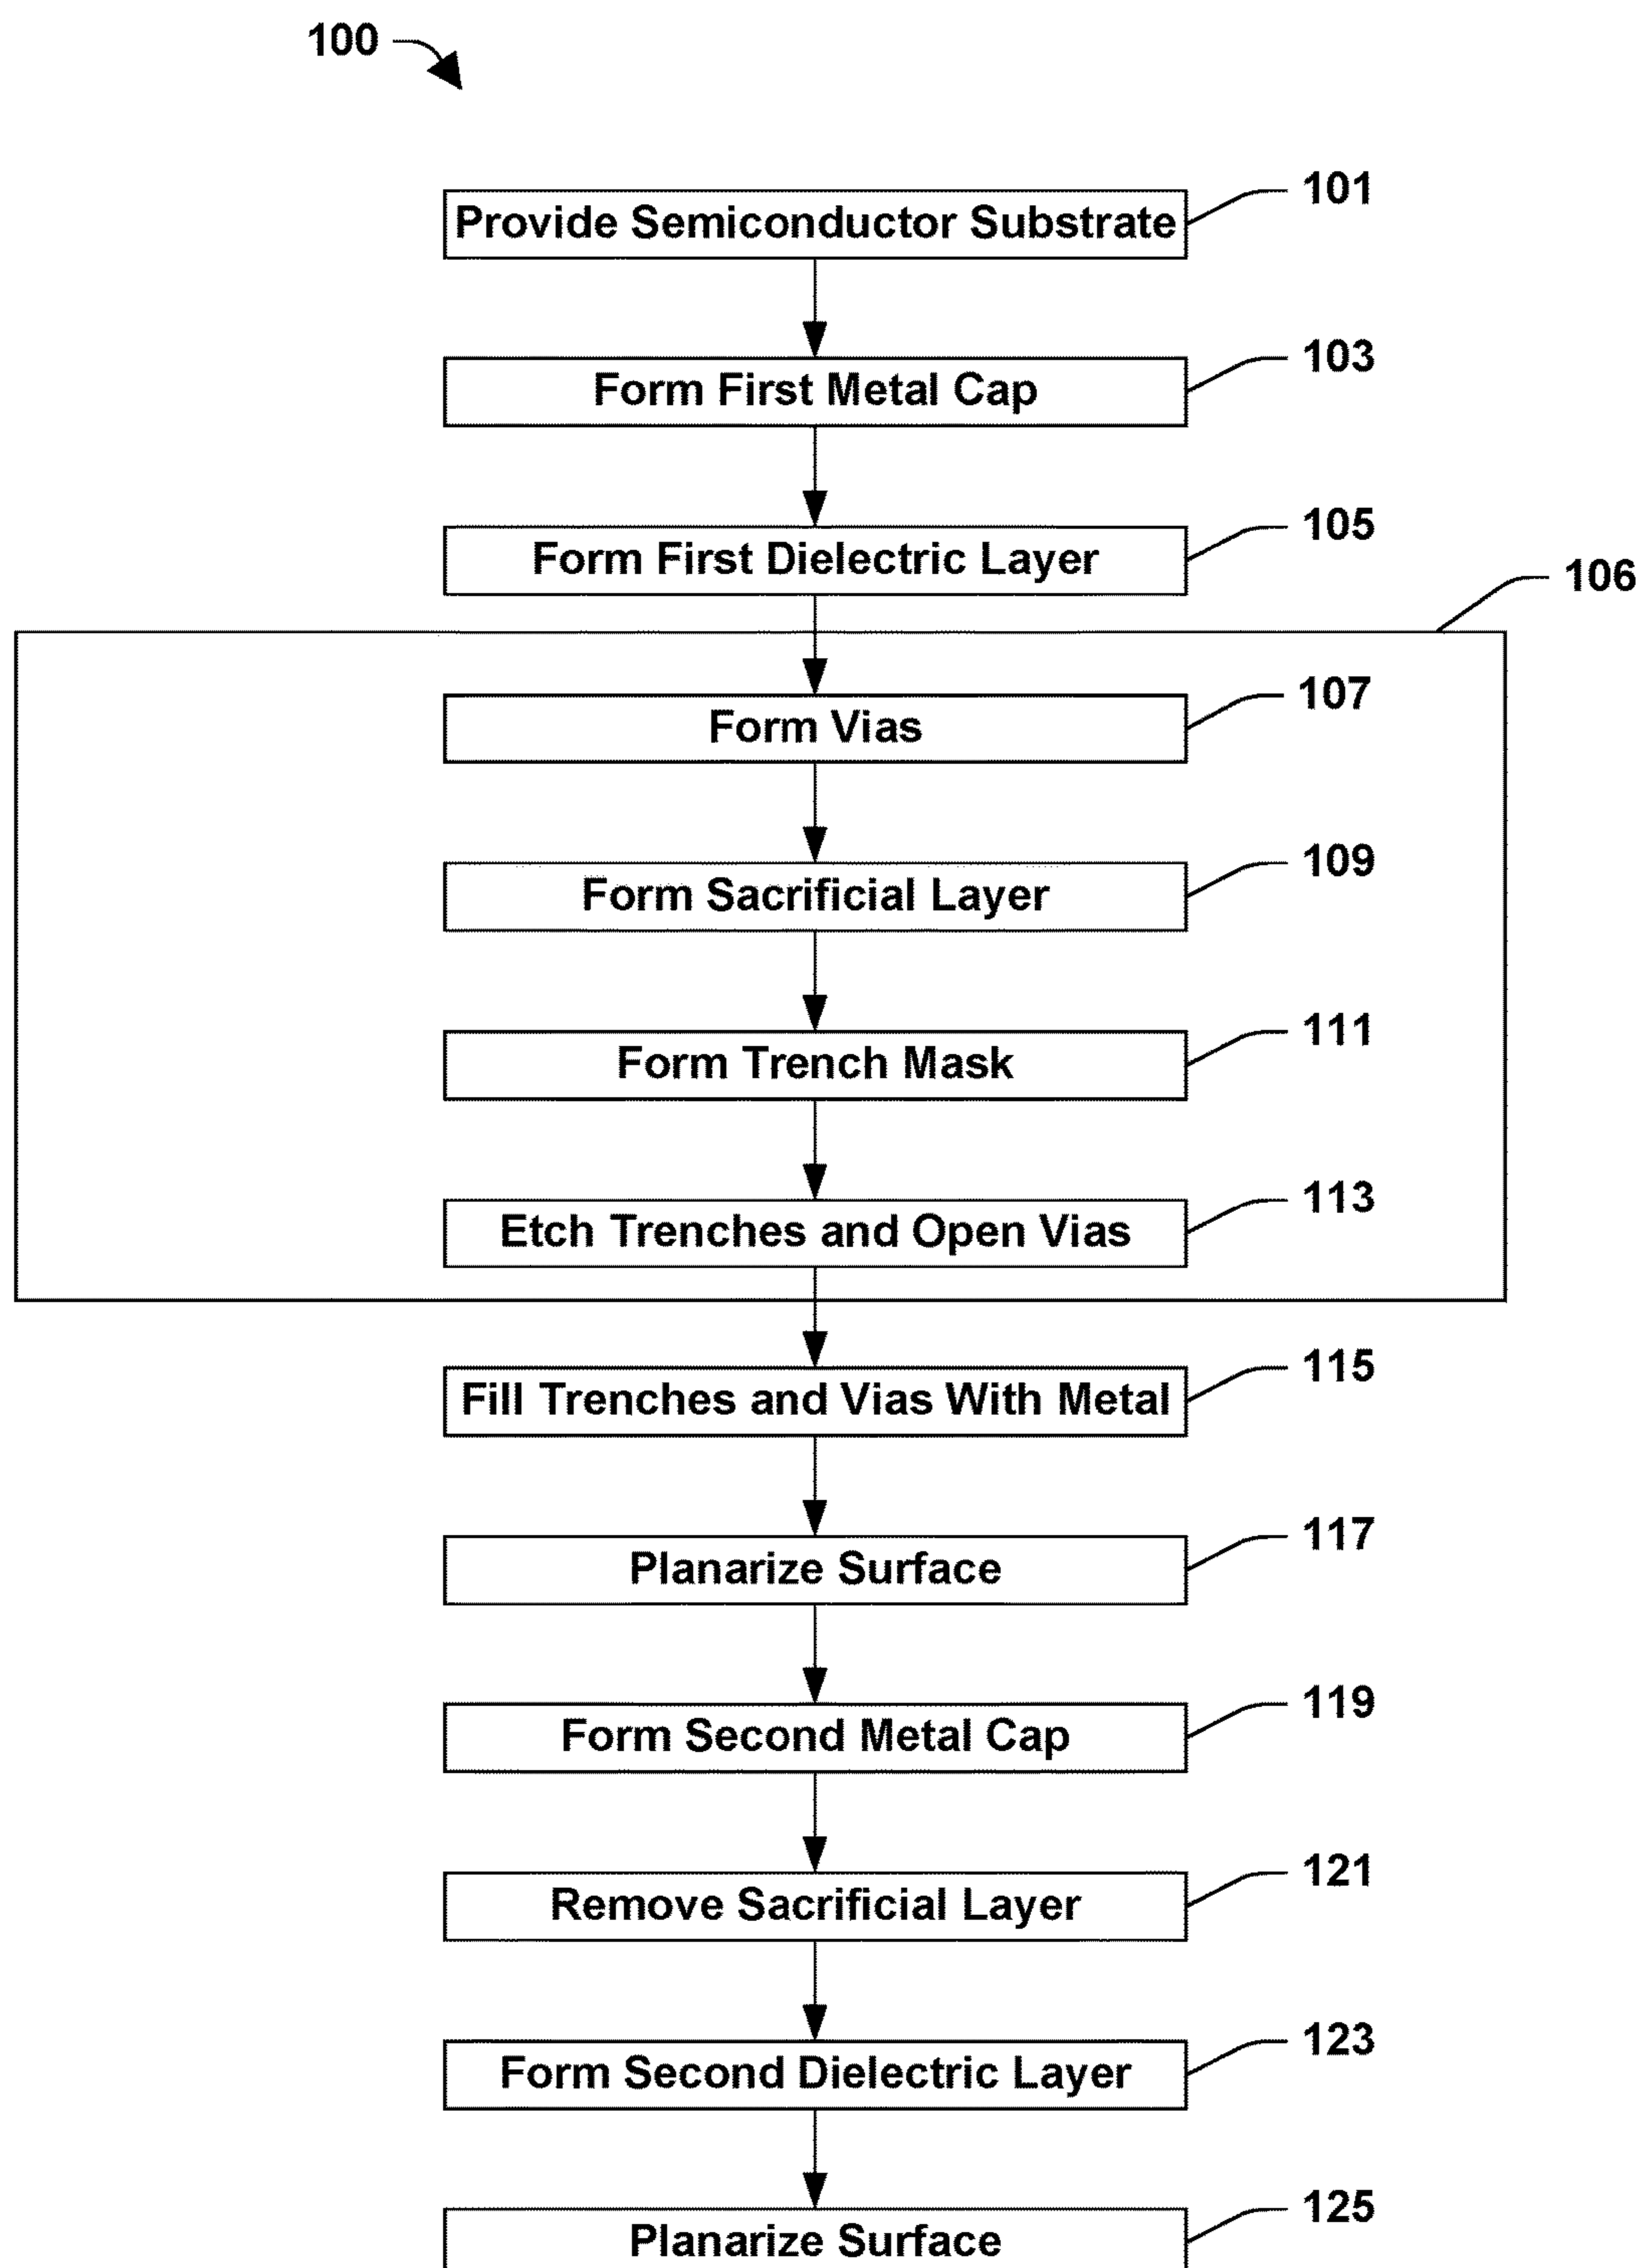 100
101
Provide Semiconductor Substrate
103
Form First Metal Cap
105
Form First Dielectric Layer
106
107
Form Vias
109
Form Sacrificial Layer
111
Form Trench Mask
113
Etch Trenches and Open Vias
115
Fill Trenches and Vias With Metal
117
Planarize Surface
119
Form Second Metal Cap
121
Remove Sacrificial Layer
123
Form Second Dielectric Layer
125
Planarize Surface